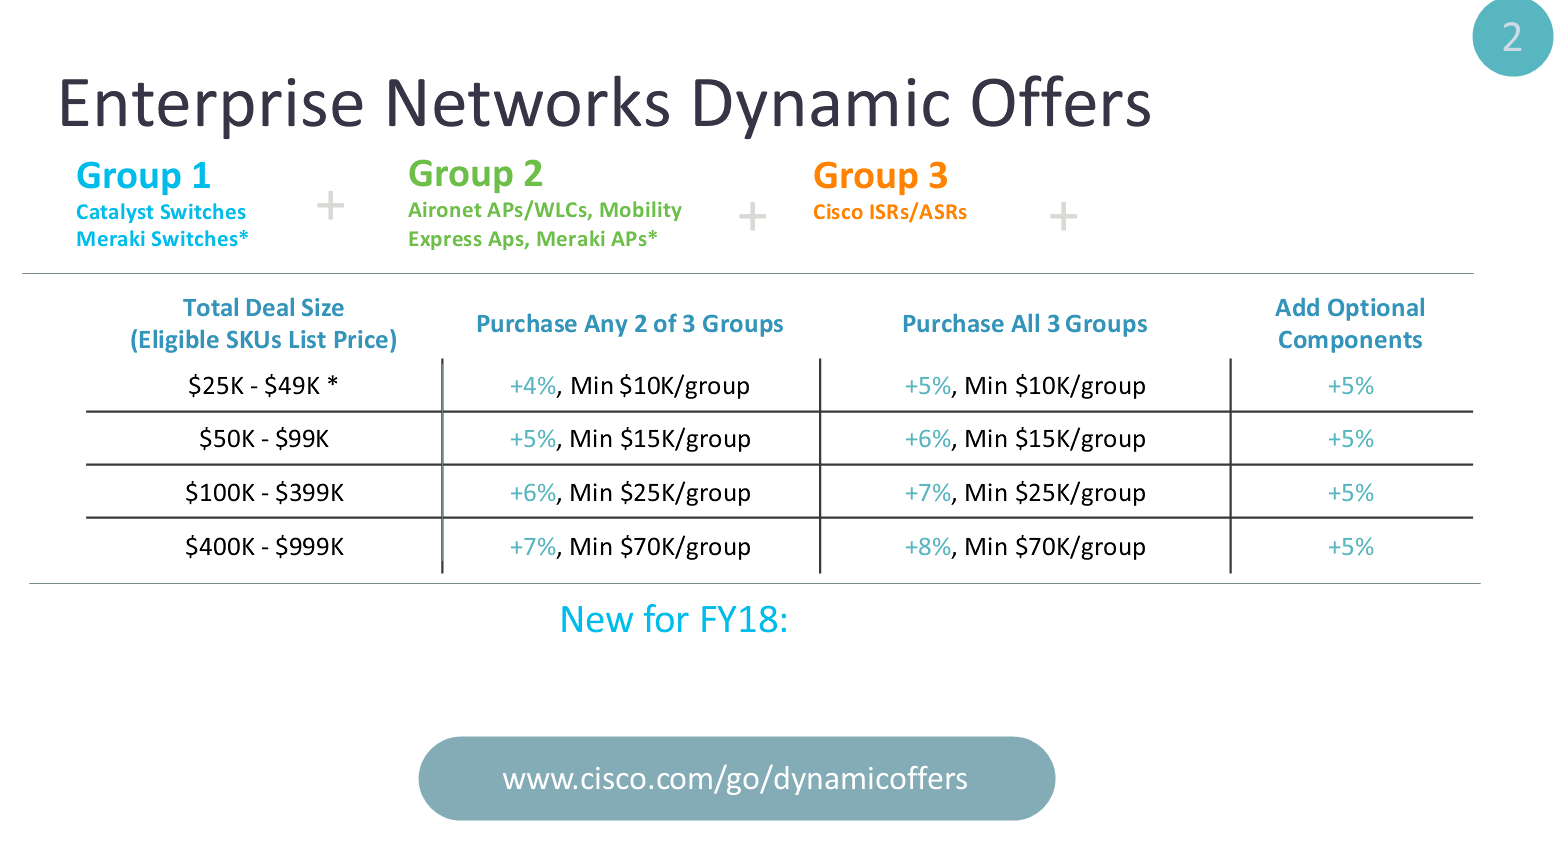 2
Enterprise Networks Dynamic Offers
Group 1
Catalyst Switches
Meraki Switches*
+
Group 2
Aironet APs/WLCs, Mobility
Express Aps, Meraki APs*
+
Group 3
Cisco ISRs/ASRs
+
Total Deal Size
(Eligible SKUs List Price)
Purchase Any 2 of 3 Groups
Purchase All 3 Groups
Add Optional
Components
$25K - $49K * +4%, Min $10K/group +5%, Min $10K/group +5%
$50K - $99K +5%, Min $15K/group +6%, Min $15K/group +5%
$100K - $399K +6%, Min $25K/group +7%, Min $25K/group +5%
$400K - $999K +7%, Min $70K/group +8%, Min $70K/group +5%
New for FY18:
www.cisco.com/go/dynamicoffers